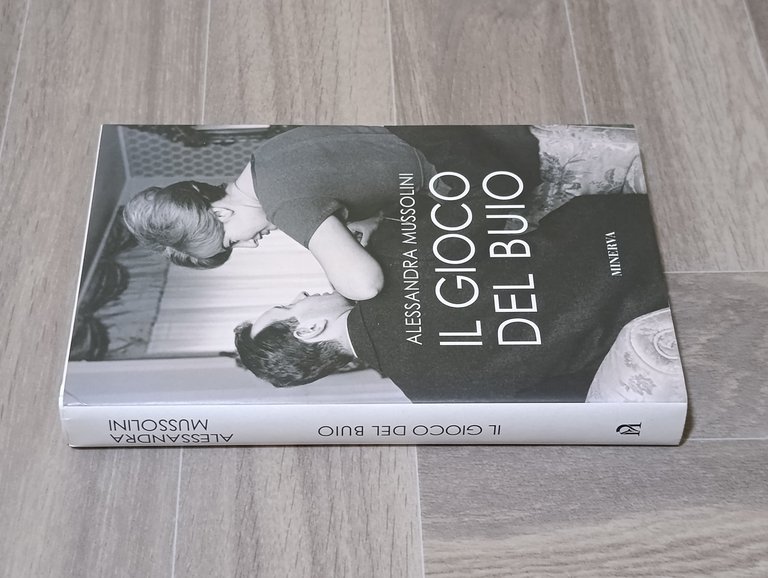 ALESSANDRA MUSSOLINI
IL GIOCO
DEL BUIO
MINERVA
ALESSANDRA
MUSSOLINI
IL GIOCO DEL BUIO
M